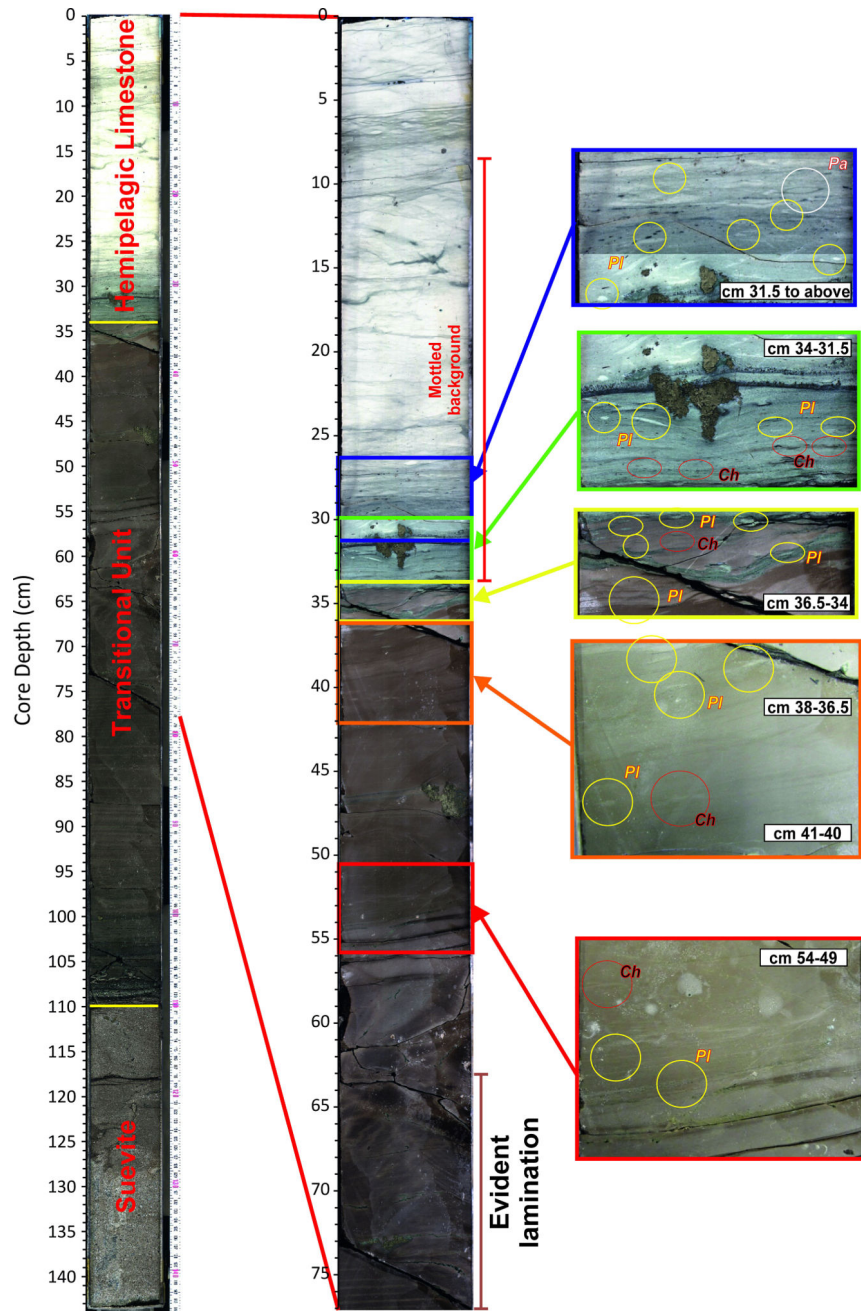 Core Depth (cm)
0
5
10
15
20
25
30
35
40
45
50
55
60
65
70
75
80
85
90
95
100
105
110
115
120
125
130
135
140
Hemipelagic Limestone
Transitional Unit
Suevite
0
5
10
15
20
25
30
35
40
45
50
55
60
65
70
75
Mottled
background
Evident
lamination
Pa
Pl
cm 31.5 to above
cm 34-31.5
Pl
Pl
Ch
Ch
Pl
Ch
Pl
Pl
cm 36.5-34
cm 38-36.5
Pl
Pl
Ch
cm 41-40
cm 54-49
Ch
Pl